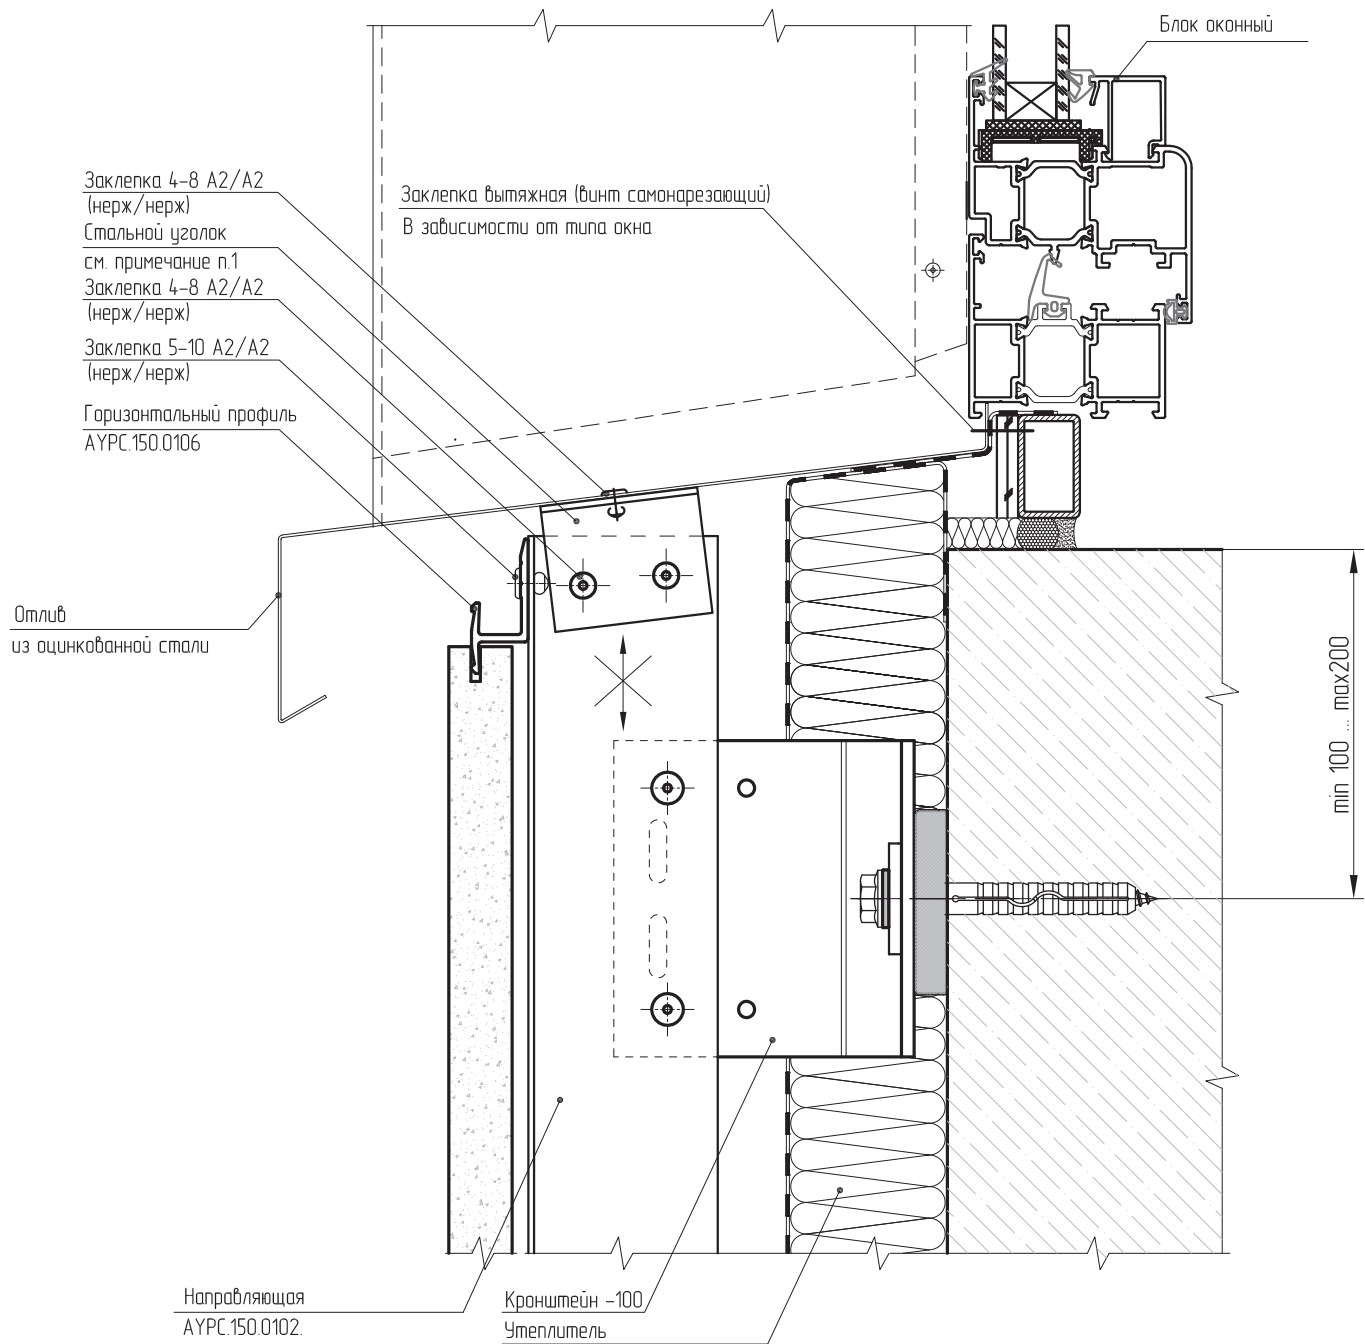 Блок оконный
Заклепка 4-8 А2/А2
(нерж/нерж)
Стальной уголок
см. примечание п.1
Заклепка 4-8 А2/А2
(нерж/нерж)
Заклепка 5-10 А2/А2
(нерж/нерж)
Горизонтальный профиль
AYPC.150.0106
Заклепка вытяжная (винт самонарезающий)
В зависимости от типа окна
Отлив
из оцинкованной стали
min 100 ... max200
Направляющая
AYPC.150.0102.
Кронштейн -100
Утеплитель